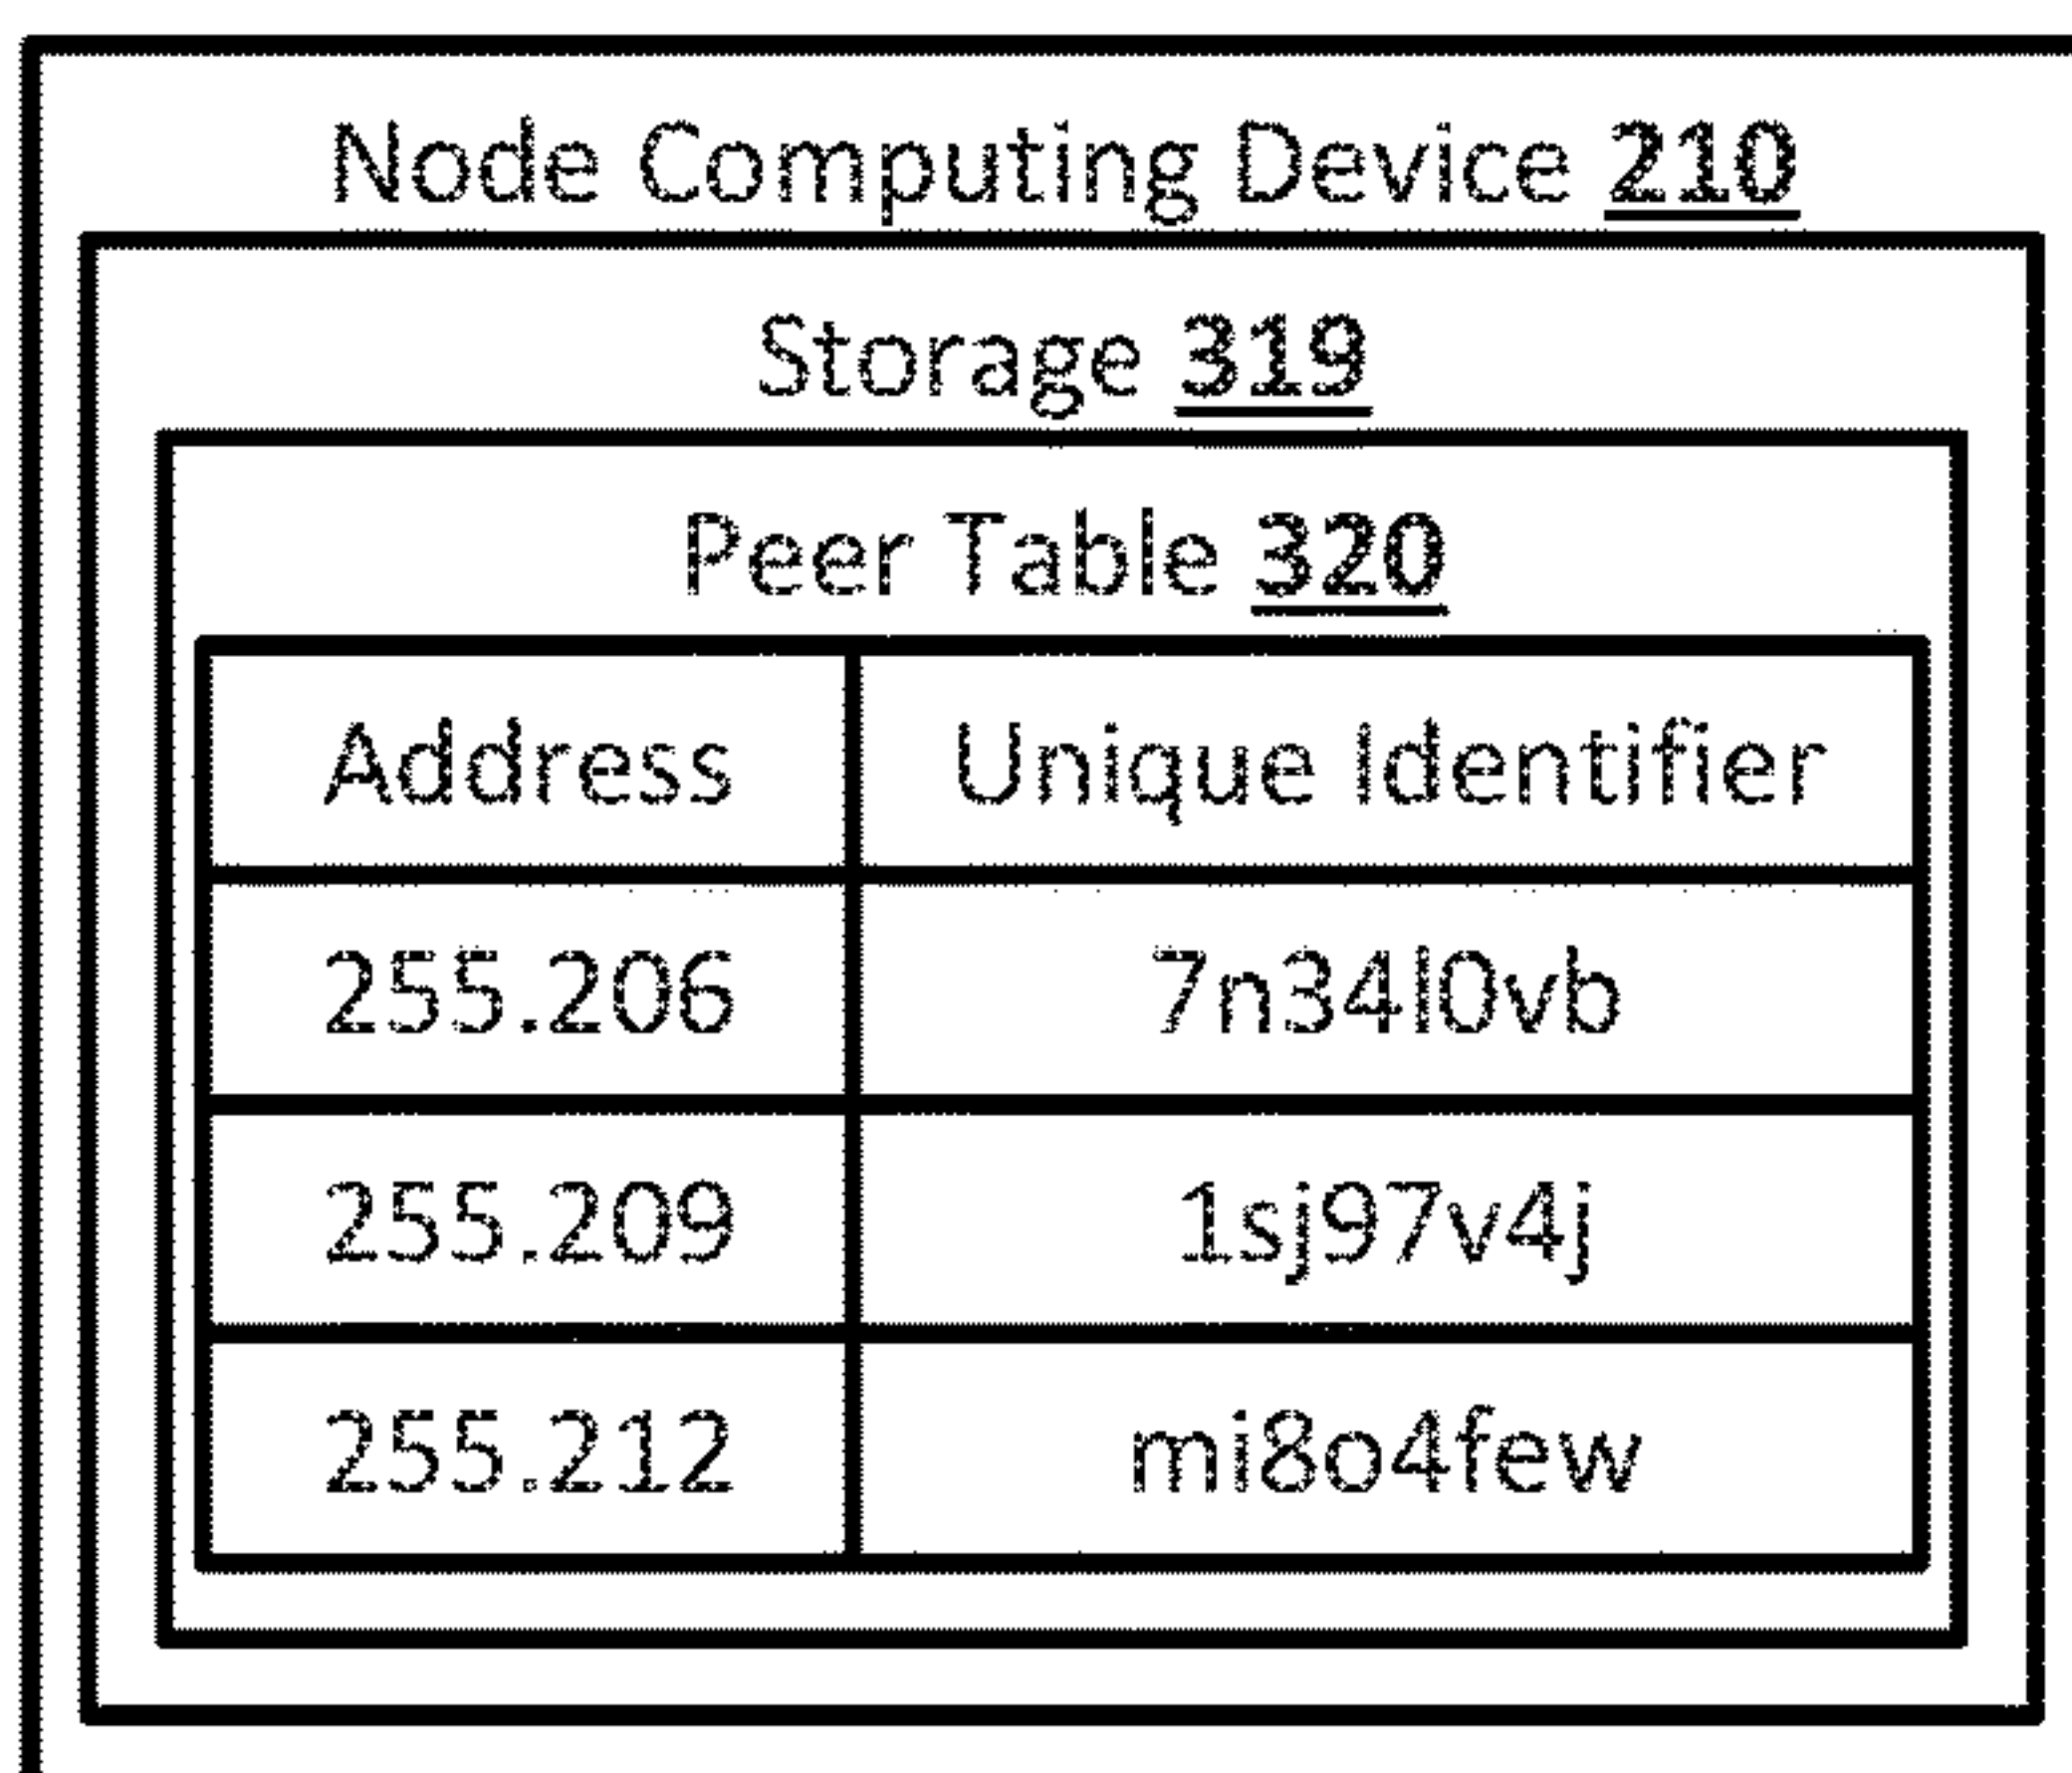 Node Computing Device 210
Storage 319
Peer Table 320
Address Unique Identifier
255.206 7n34l0vb
255.209 1sj97v4j
255.212 mi8o4few